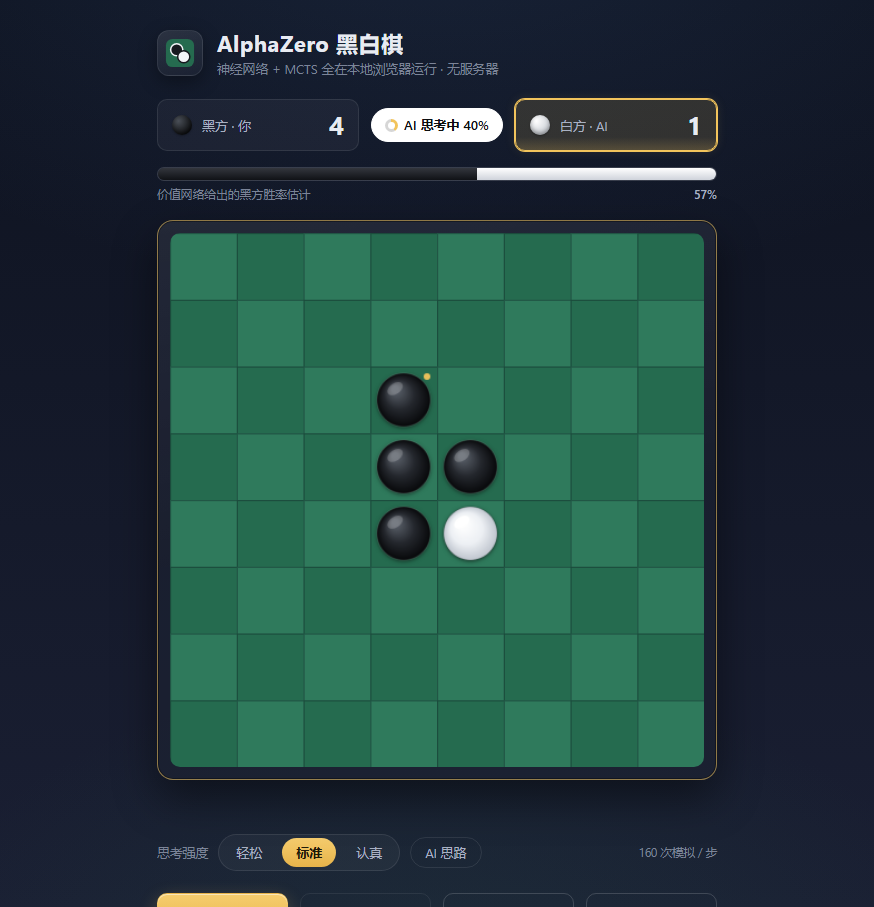 AlphaZero 黑白棋
神经网络 + MCTS 全在本地浏览器运行 · 无服务器
黑方 · 你 4
AI 思考中 40%
白方 · AI 1
价值网络给出的黑方胜率估计 57%
思考强度 轻松 标准 认真 AI 思路 160 次模拟 / 步